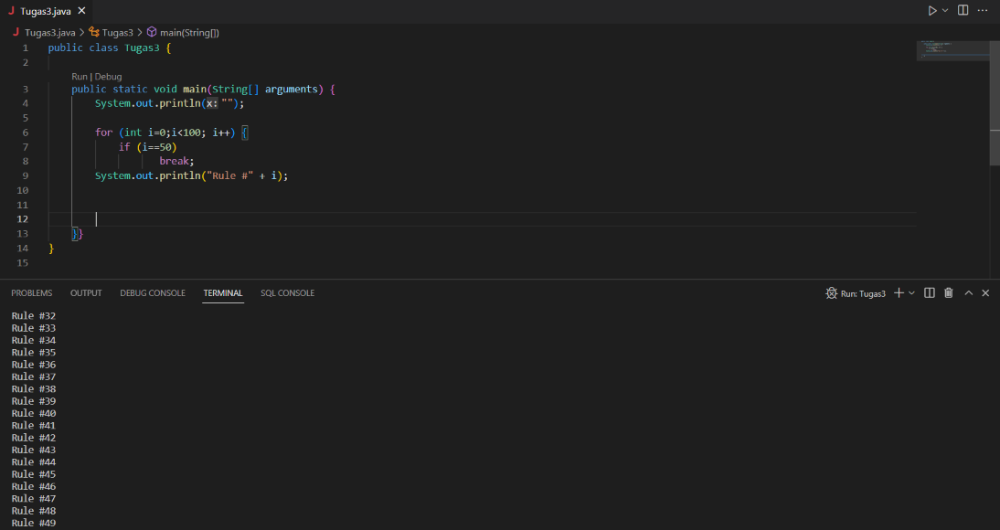 Tugas3.java
Tugas3.java > Tugas3 > main(String[])
1 public class Tugas3 {
2
Run | Debug
3 public static void main(String[] arguments) {
4 System.out.println(x:"");
5
6 for (int i=0;i<100; i++) {
7 if (i==50)
8 break;
9 System.out.println("Rule #" + i);
10
11
12
13 }}
14 }
15
PROBLEMS OUTPUT DEBUG CONSOLE TERMINAL SQL CONSOLE Run: Tugas3
Rule #32
Rule #33
Rule #34
Rule #35
Rule #36
Rule #37
Rule #38
Rule #39
Rule #40
Rule #41
Rule #42
Rule #43
Rule #44
Rule #45
Rule #46
Rule #47
Rule #48
Rule #49